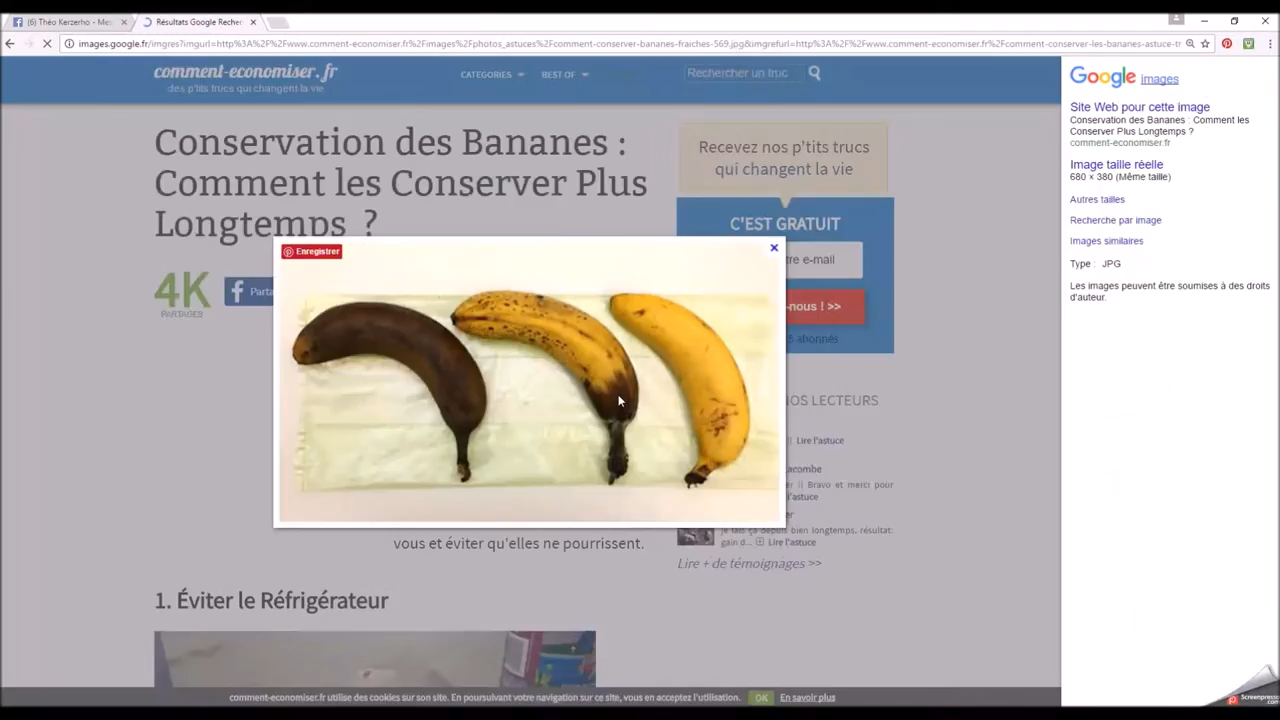 (6) Théo Kerzerho - Mes
Résultats Google Recher
images.google.fr/imgres?imgurl=http%3A%2F%2Fwww.comment-economiser.fr%2Fimages%2Fphotos_astuces%2Fcomment-conserver-bananes-fraiches-569.jpg&imgrefurl=http%3A%2F%2Fwww.comment-economiser.fr%2Fcomment-conserver-les-bananes-astuce-tr
comment-economiser.fr
des p'tits trucs qui changent la vie
CATEGORIES
BEST OF
Rechercher un truc
Google images
Site Web pour cette image
Conservation des Bananes : Comment les
Conserver Plus Longtemps ?
comment-economiser.fr
Image taille réelle
680 × 380 (Même taille)
Autres tailles
Recherche par image
Images similaires
Type : JPG
Les images peuvent être soumises à des droits
d'auteur.
Conservation des Bananes :
Comment les Conserver Plus
Longtemps ?
Recevez nos p'tits trucs
qui changent la vie
C'EST GRATUIT
tre e-mail
-nous ! >>
5 abonnés
4K
PARTAGES
Parta
Enregistrer
NOS LECTEURS
Lire l'astuce
acombe
er || Bravo et merci pour
l'astuce
er
je fais ça depuis bien longtemps, résultat:
gain d... Lire l'astuce
Lire + de témoignages >>
vous et éviter qu'elles ne pourrissent.
1. Éviter le Réfrigérateur
comment-economiser.fr utilise des cookies sur son site. En poursuivant votre navigation sur ce site, vous en acceptez l'utilisation.
OK
En savoir plus
Screenpresso
.com